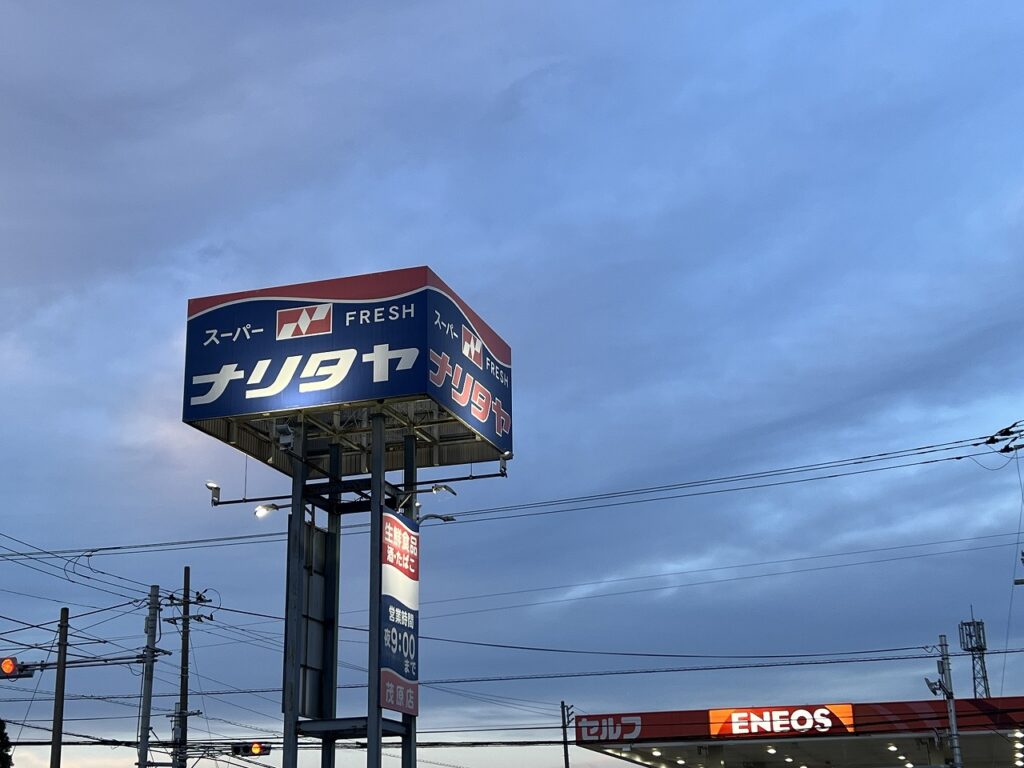 スーパー FRESH
ナリタヤ
スーパー FRESH
ナリタヤ
生鮮食品
酒・たばこ
営業時間
夜9:00
まで
茂原店
セルフ
ENEOS